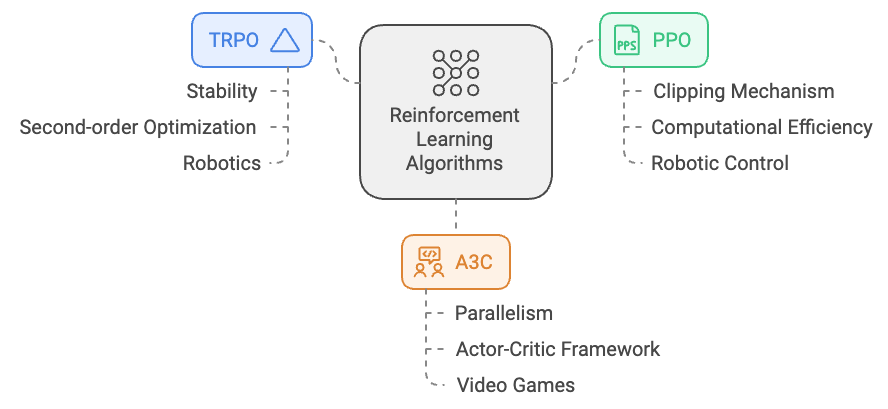 TRPO
Stability
Second-order Optimization
Robotics
Reinforcement
Learning
Algorithms
PPS
PPO
Clipping Mechanism
Computational Efficiency
Robotic Control
</> A3C
Parallelism
Actor-Critic Framework
Video Games